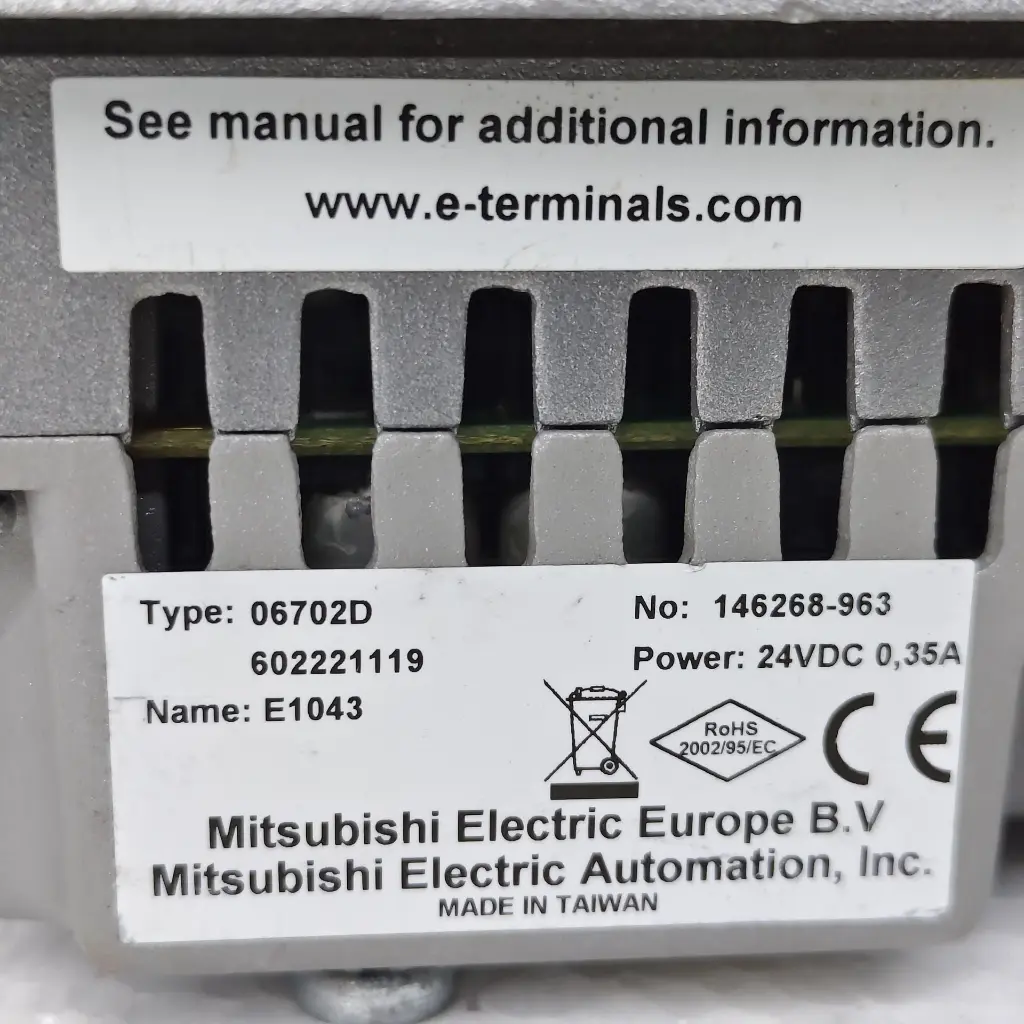 See manual for additional information.
www.e-terminals.com
Type: 06702D
602221119
Name: E1043
No: 146268-963
Power: 24VDC 0,35A
RoHS
2002/95/EC
CE
Mitsubishi Electric Europe B.V
Mitsubishi Electric Automation, Inc.
MADE IN TAIWAN